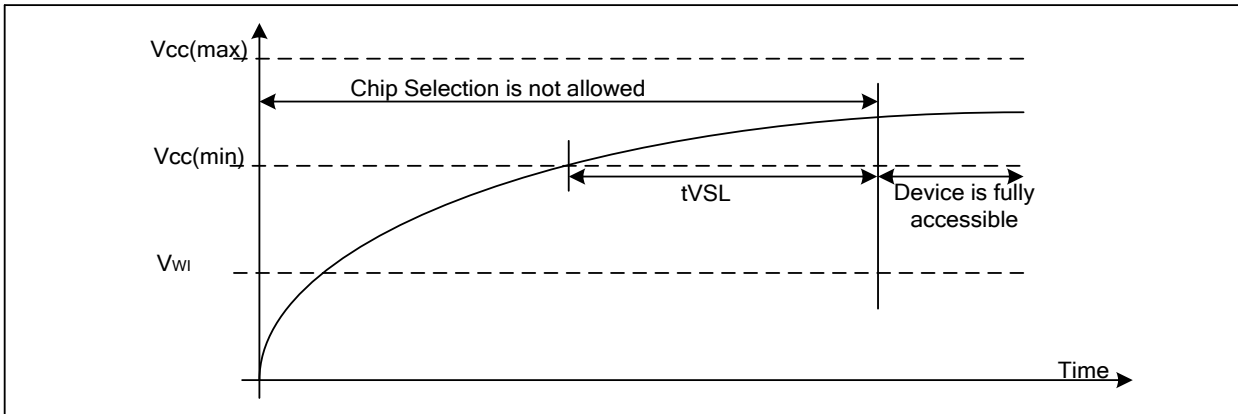 Vcc(max)
Chip Selection is not allowed
Vcc(min)
tVSL
Device is fully
accessible
VWI
Time